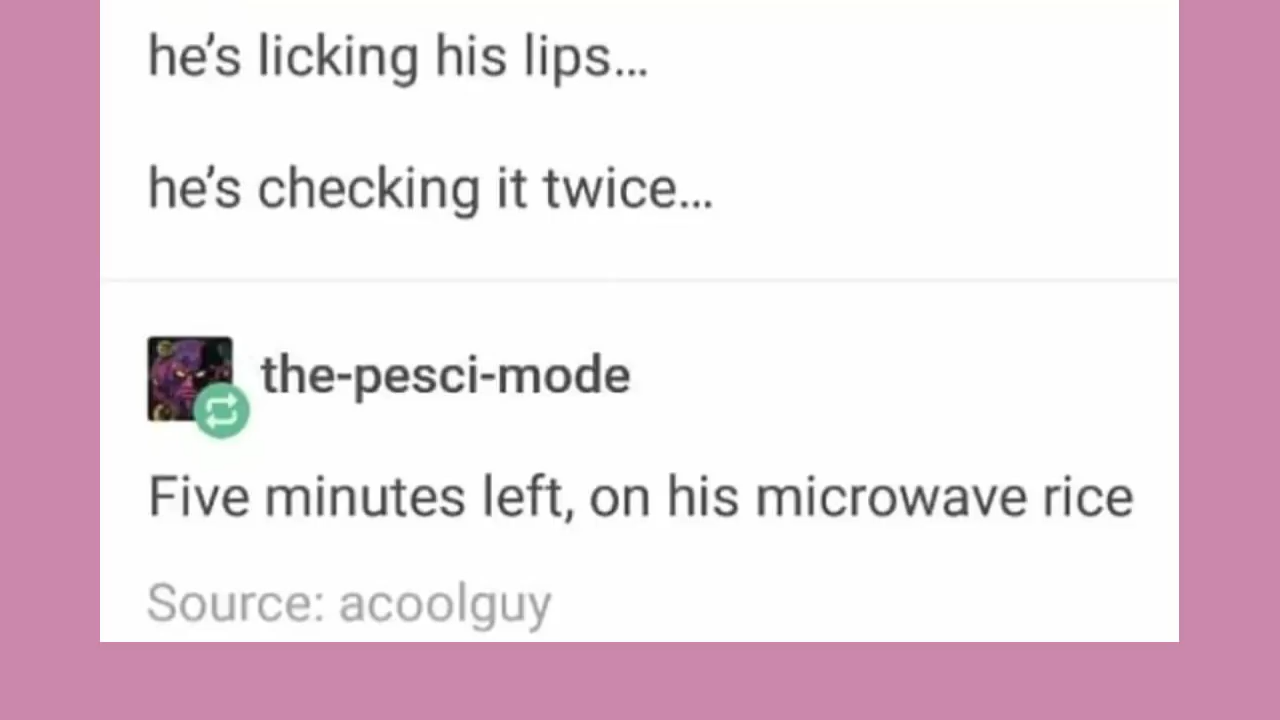 he's licking his lips...
he's checking it twice...
the-pesci-mode
Five minutes left, on his microwave rice
Source: acoolguy